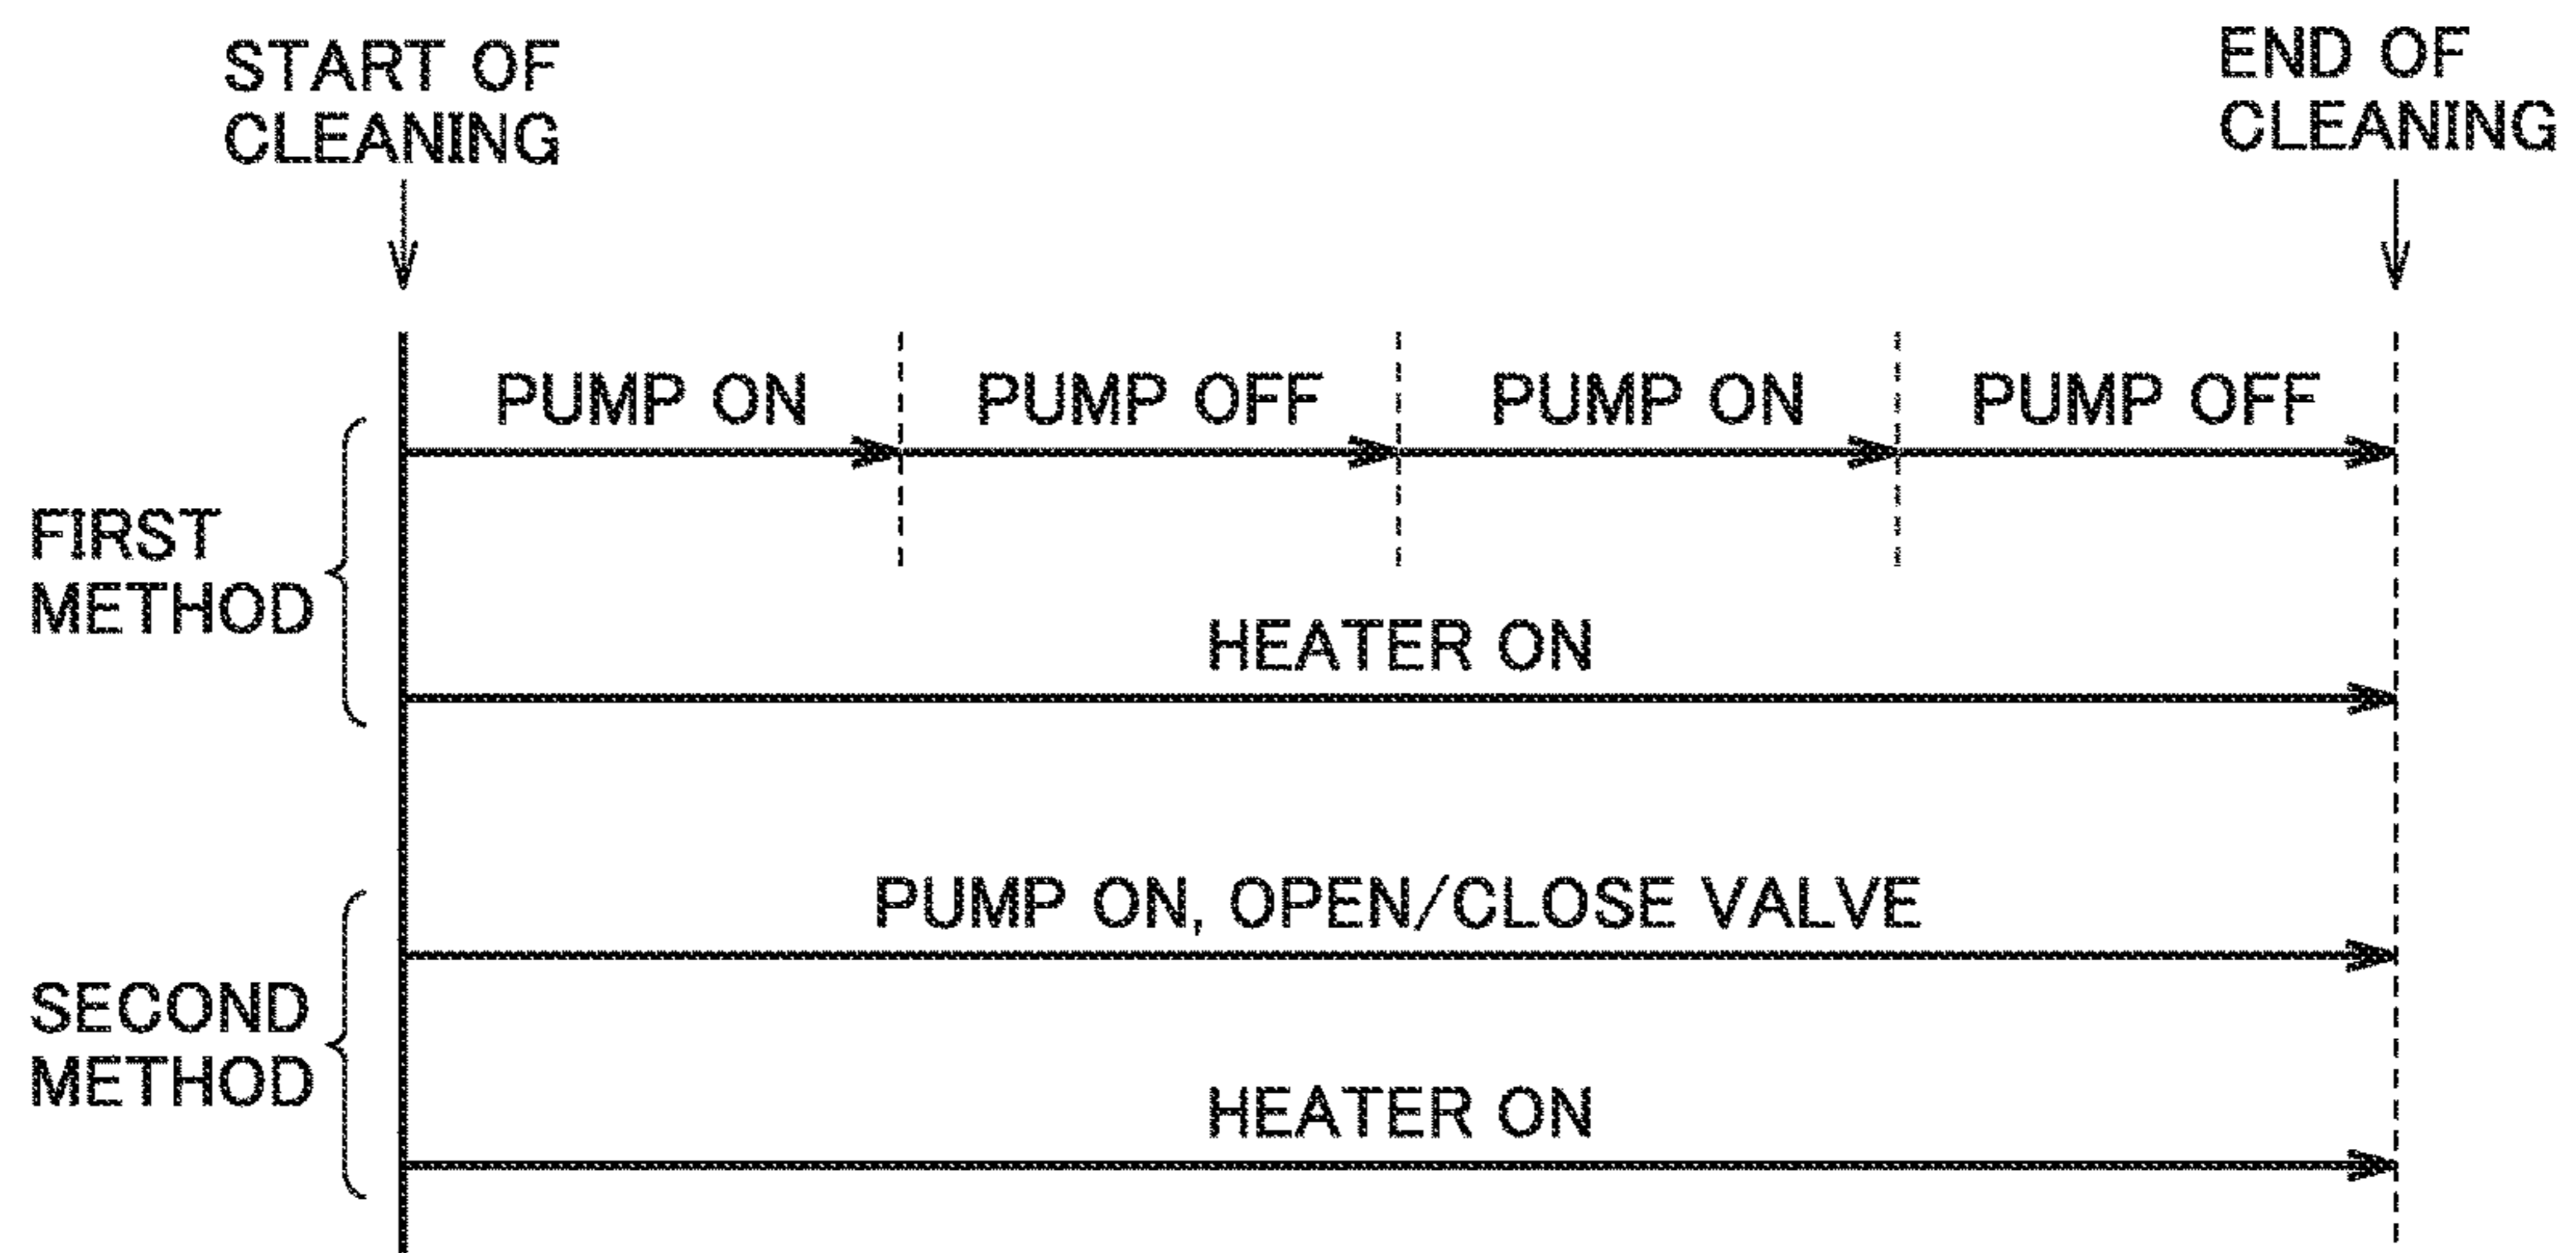 START OF
CLEANING
END OF
CLEANING
PUMP ON
PUMP OFF
PUMP ON
PUMP OFF
FIRST
METHOD
HEATER ON
PUMP ON, OPEN/CLOSE VALVE
SECOND
METHOD
HEATER ON